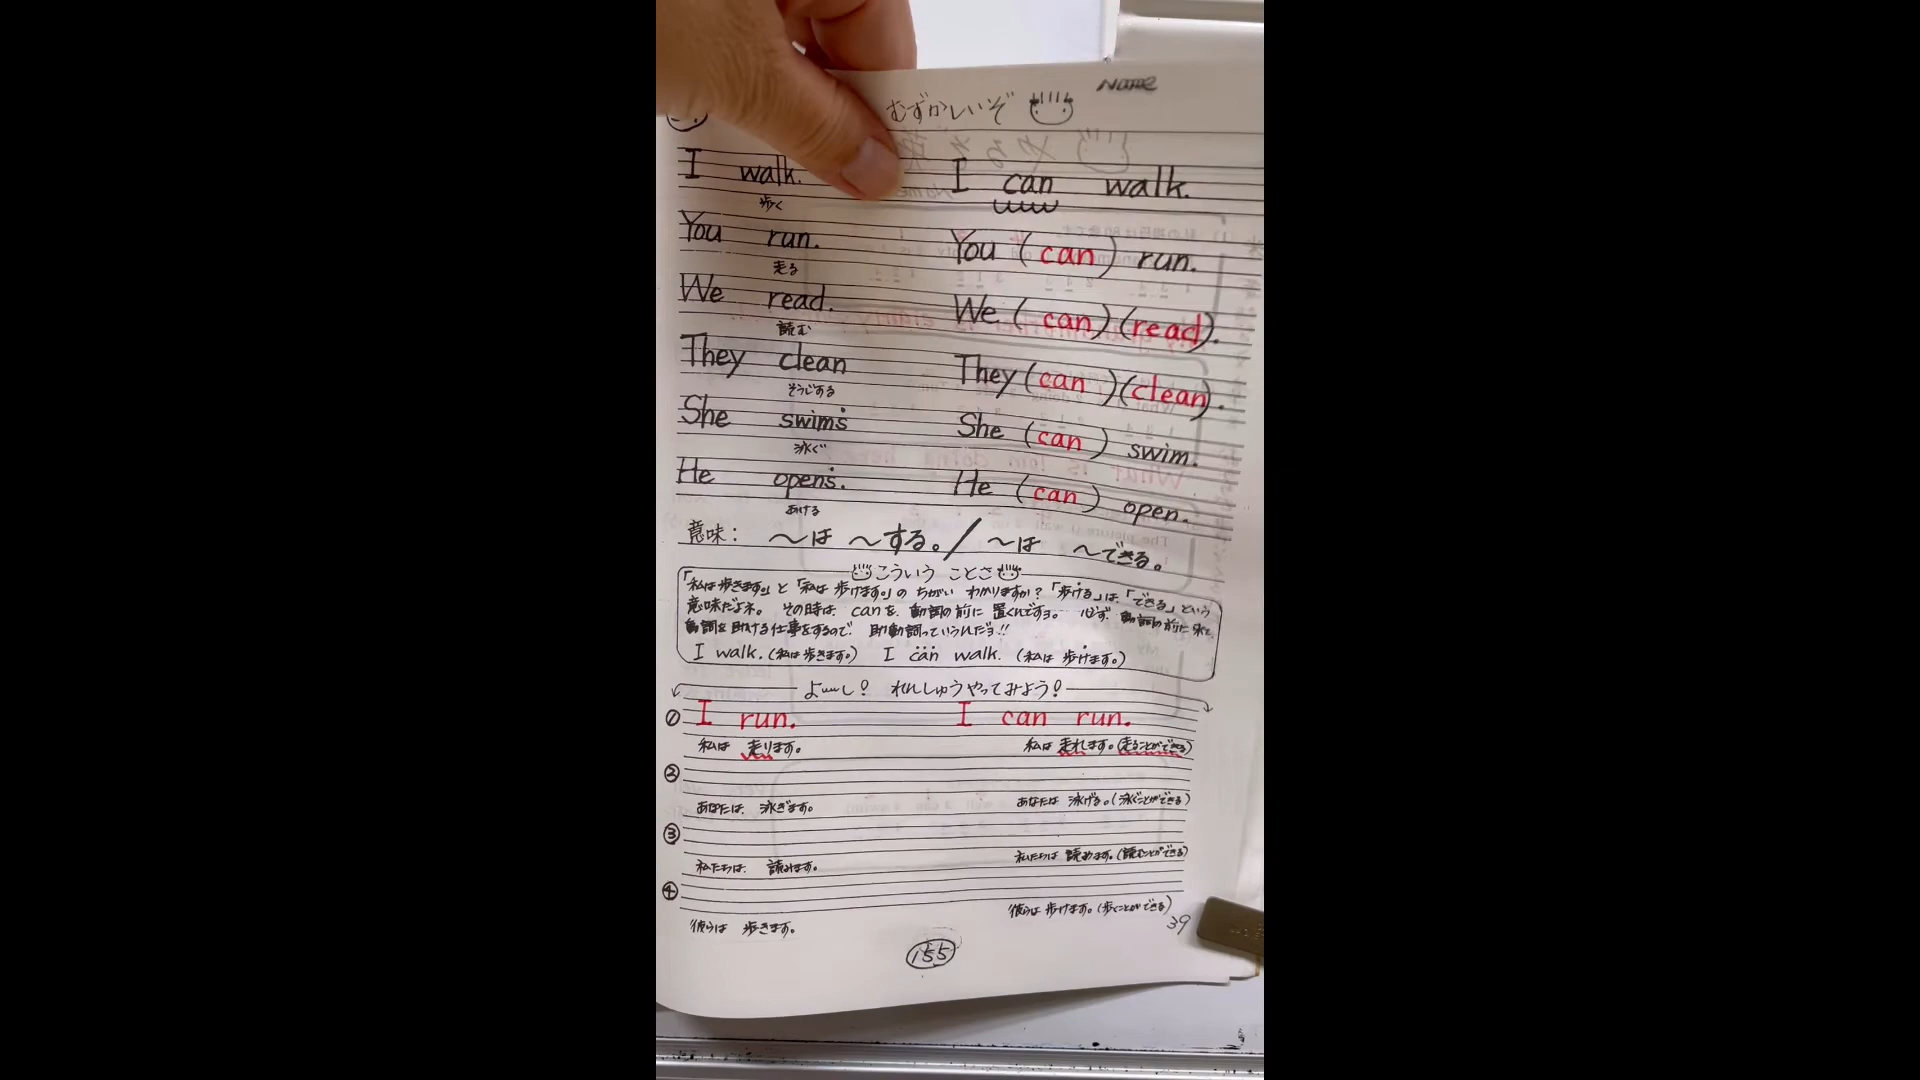 Name
むずかしいぞ
I walk. I can walk.
歩く
You run. You (can) run.
走る
We read. We (can)(read).
読む
They clean They(can)(clean).
そうじする
She swims She (can) swim.
泳ぐ
He opens. He (can) open.
あける
意味: 〜は 〜する。/ 〜は 〜できる。
こういう ことさ
「私は歩きます。」と「私は歩けます。」の ちがい わかりますか?「歩ける」は、「できる」という
意味だよネ。 その時は、canを、動詞の前に 置くんですヨ。 必ず、動詞の前に来て、
動詞を助ける仕事をするので、 助動詞っていうんだヨ!!
I walk. (私は歩きます。) I can walk. (私は 歩けます。)
よーし! れんしゅうやってみよう!
① I run. I can run.
私は 走ります。 私は 走れます。(走ることができる)
②
あなたは、泳ぎます。 あなたは 泳げる。(泳ぐことができる)
③
私たちは、読みます。 私たちは 読めます。(読むことができる)
④
彼らは 歩きます。 彼らは 歩けます。(歩くことができる)
39
155